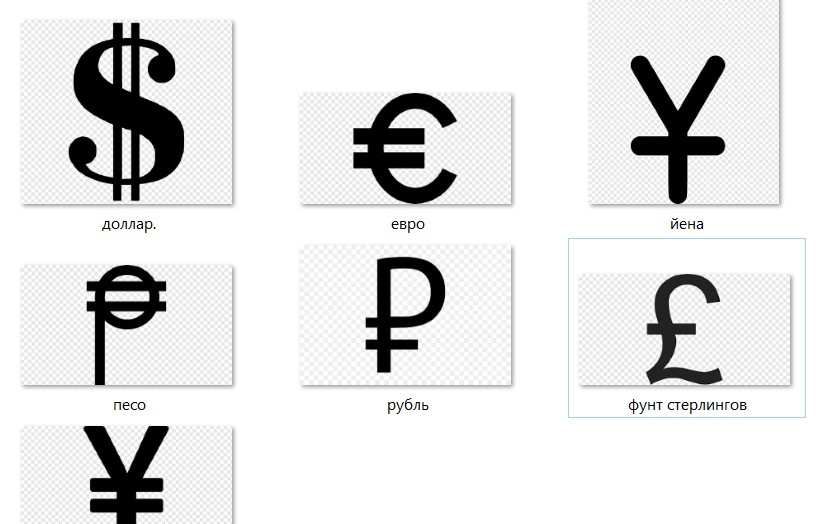 $ € ¥
доллар. евро йена
₱ ₽ £
песо рубль фунт стерлингов
¥